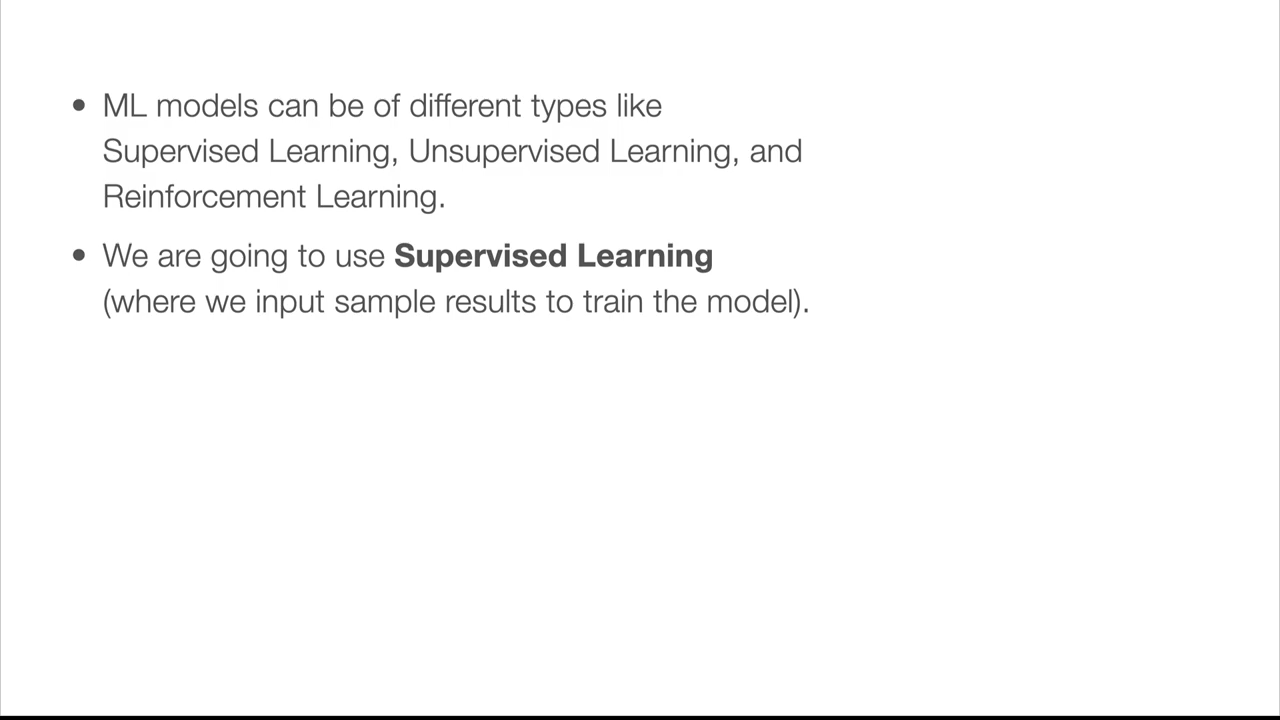 • ML models can be of different types like
Supervised Learning, Unsupervised Learning, and
Reinforcement Learning.
• We are going to use Supervised Learning
(where we input sample results to train the model).